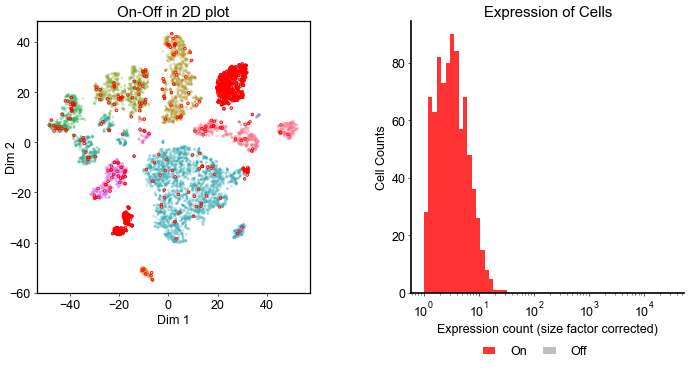 On-Off in 2D plot
40
20
0
−20
−40
−60
Dim 2
−40 −20 0 20 40
Dim 1
Expression of Cells
80
60
40
20
0
Cell Counts
10^0 10^1 10^2 10^3 10^4
Expression count (size factor corrected)
On Off